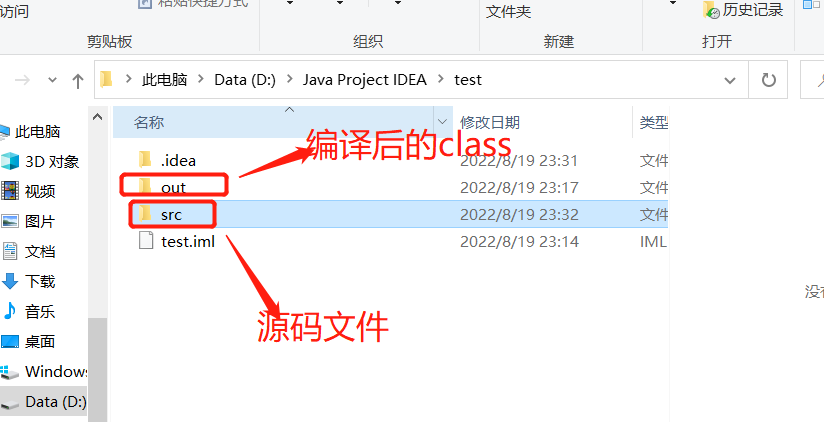 访问
粘贴快捷方式
文件夹
历史记录
剪贴板
组织
新建
打开
此电脑 > Data (D:) > Java Project IDEA > test
名称
修改日期
类型
此电脑
3D 对象
视频
图片
文档
下载
音乐
桌面
Windows
Data (D:)
.idea
2022/8/19 23:31
文件
out
2022/8/19 23:17
文件
src
2022/8/19 23:32
文件
test.iml
2022/8/19 23:14
IML
编译后的class
源码文件
没有